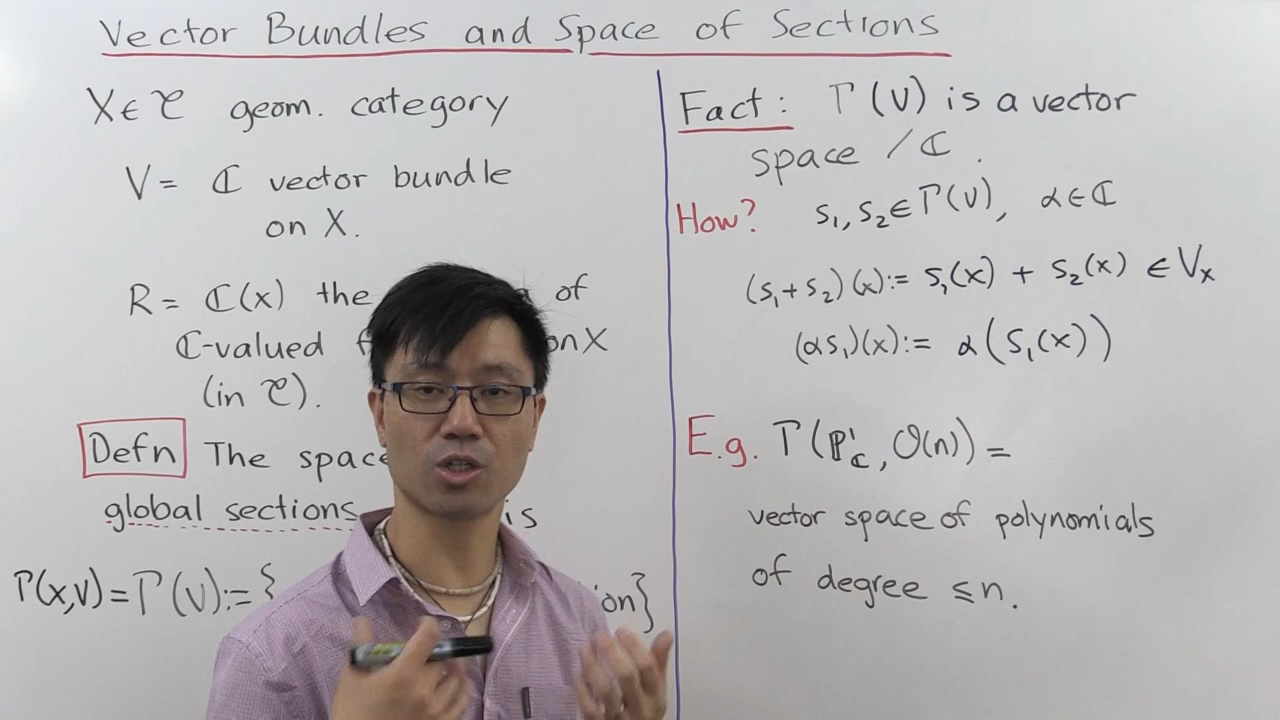 Vector Bundles and Space of Sections
X ∈ 𝒞 geom. category
V = ℂ vector bundle
on X.
R = ℂ(x) the of
ℂ-valued on X
(in 𝒞).
Defn The space
global sections is
Γ(x,V) = Γ(V) := { }
Fact: Γ(V) is a vector
space / ℂ.
How? s₁, s₂ ∈ Γ(V), α ∈ ℂ
(s₁+s₂)(x) := s₁(x) + s₂(x) ∈ Vₓ
(αs₁)(x) := α(s₁(x))
E.g. Γ(ℙ¹_ℂ, 𝒪(n)) =
vector space of polynomials
of degree ≤ n.